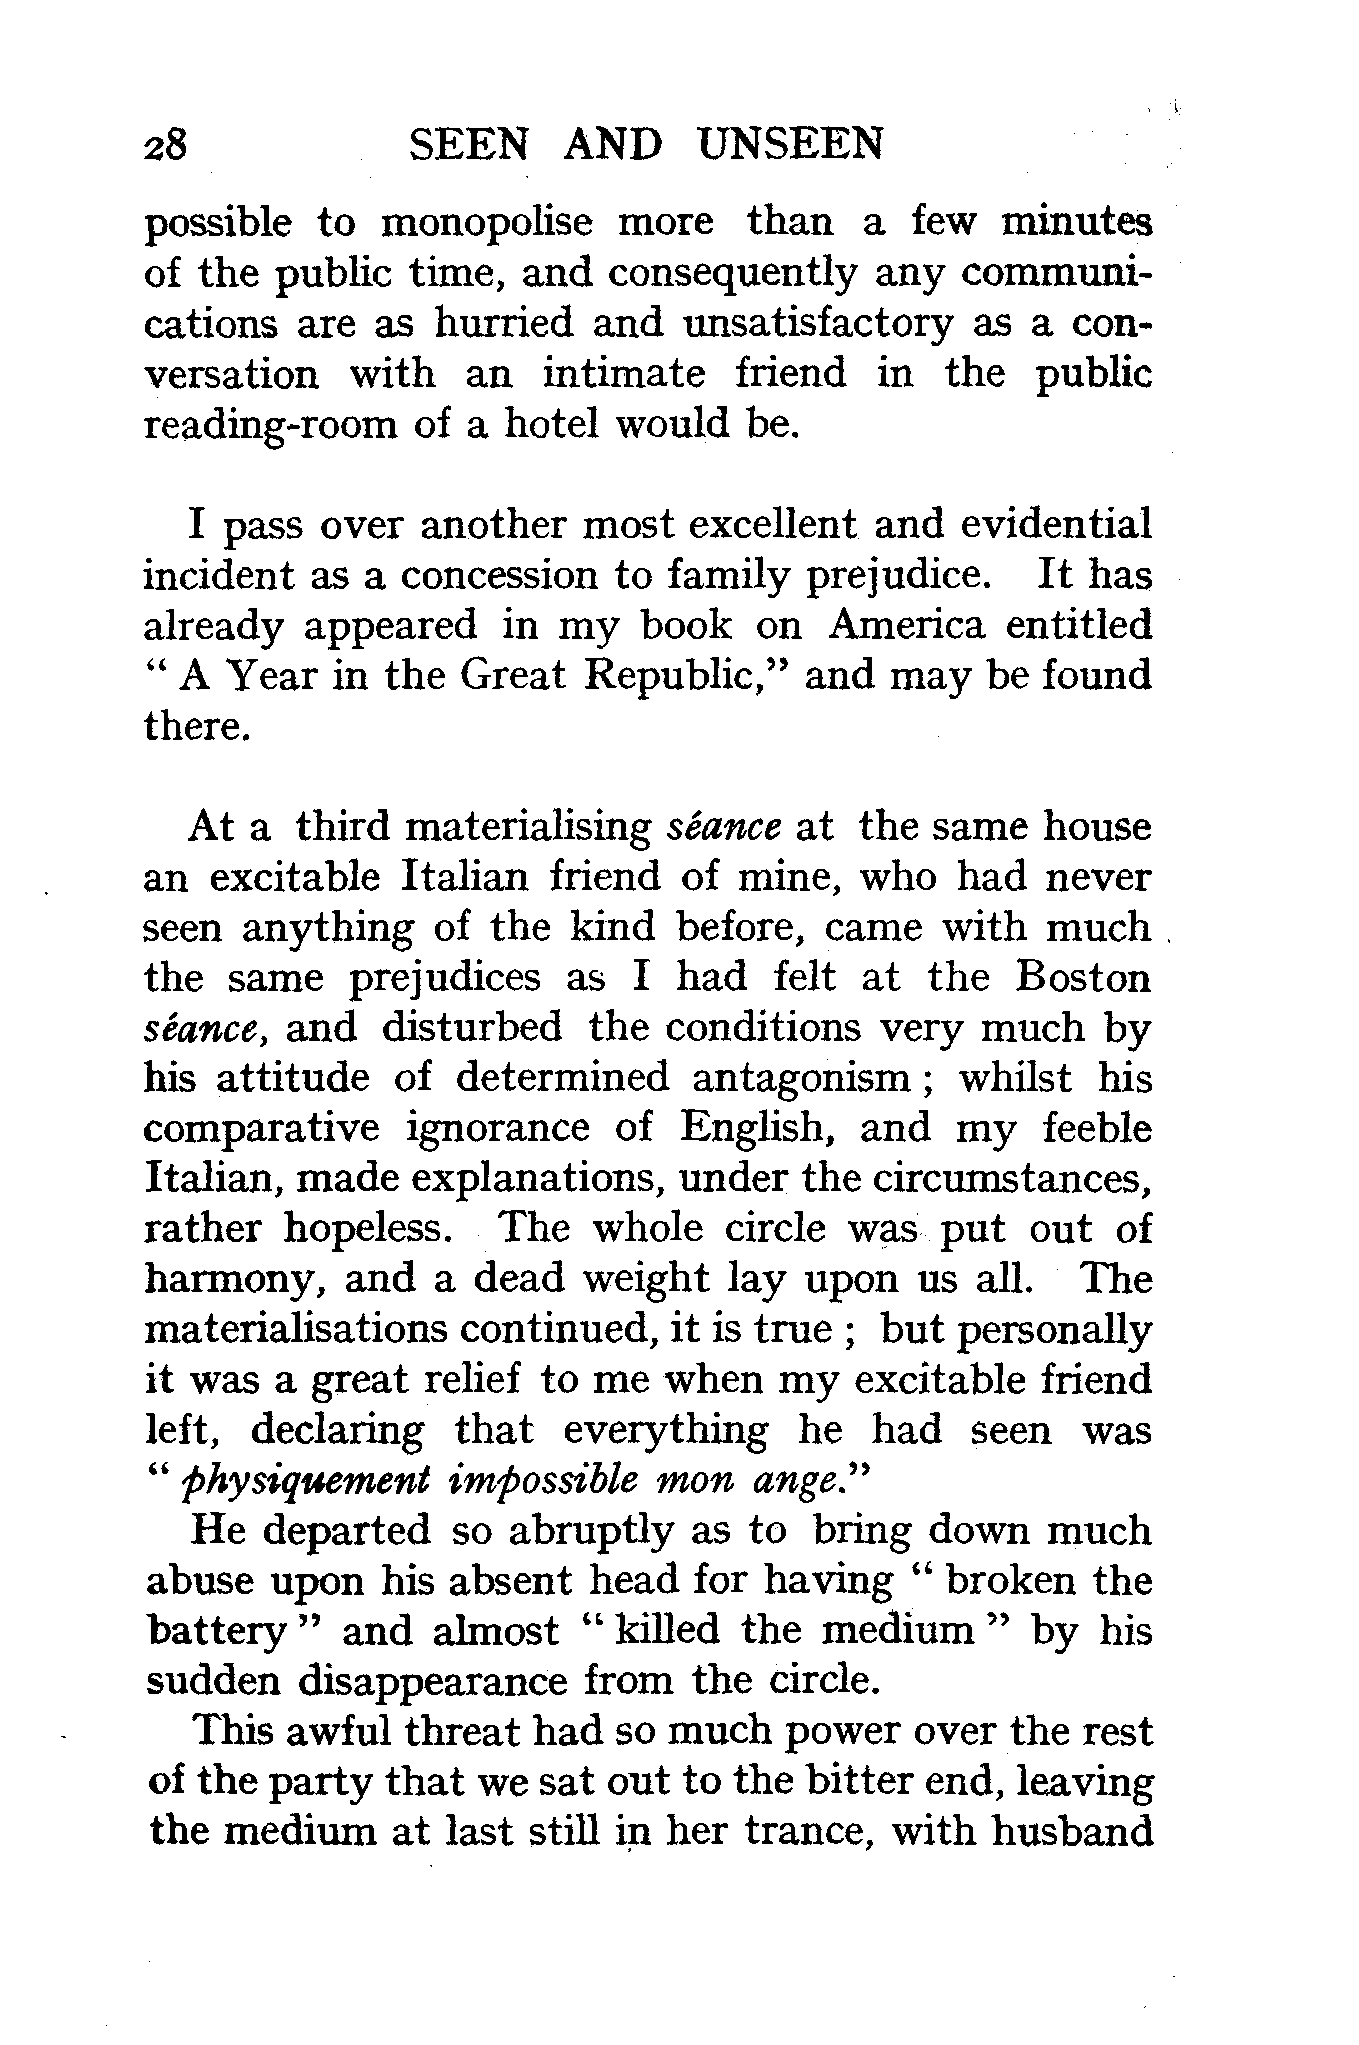 28 SEEN AND UNSEEN
possible to monopolise more than a few minutes
of the public time, and consequently any communi-
cations are as hurried and unsatisfactory as a con-
versation with an intimate friend in the public
reading-room of a hotel would be.
I pass over another most excellent and evidential
incident as a concession to family prejudice. It has
already appeared in my book on America entitled
“ A Year in the Great Republic,” and may be found
there.
At a third materialising séance at the same house
an excitable Italian friend of mine, who had never
seen anything of the kind before, came with much
the same prejudices as I had felt at the Boston
séance, and disturbed the conditions very much by
his attitude of determined antagonism ; whilst his
comparative ignorance of English, and my feeble
Italian, made explanations, under the circumstances,
rather hopeless. The whole circle was put out of
harmony, and a dead weight lay upon us all. The
materialisations continued, it is true ; but personally
it was a great relief to me when my excitable friend
left, declaring that everything he had seen was
“ physiquement impossible mon ange.”
He departed so abruptly as to bring down much
abuse upon his absent head for having “ broken the
battery ” and almost “ killed the medium ” by his
sudden disappearance from the circle.
This awful threat had so much power over the rest
of the party that we sat out to the bitter end, leaving
the medium at last still in her trance, with husband